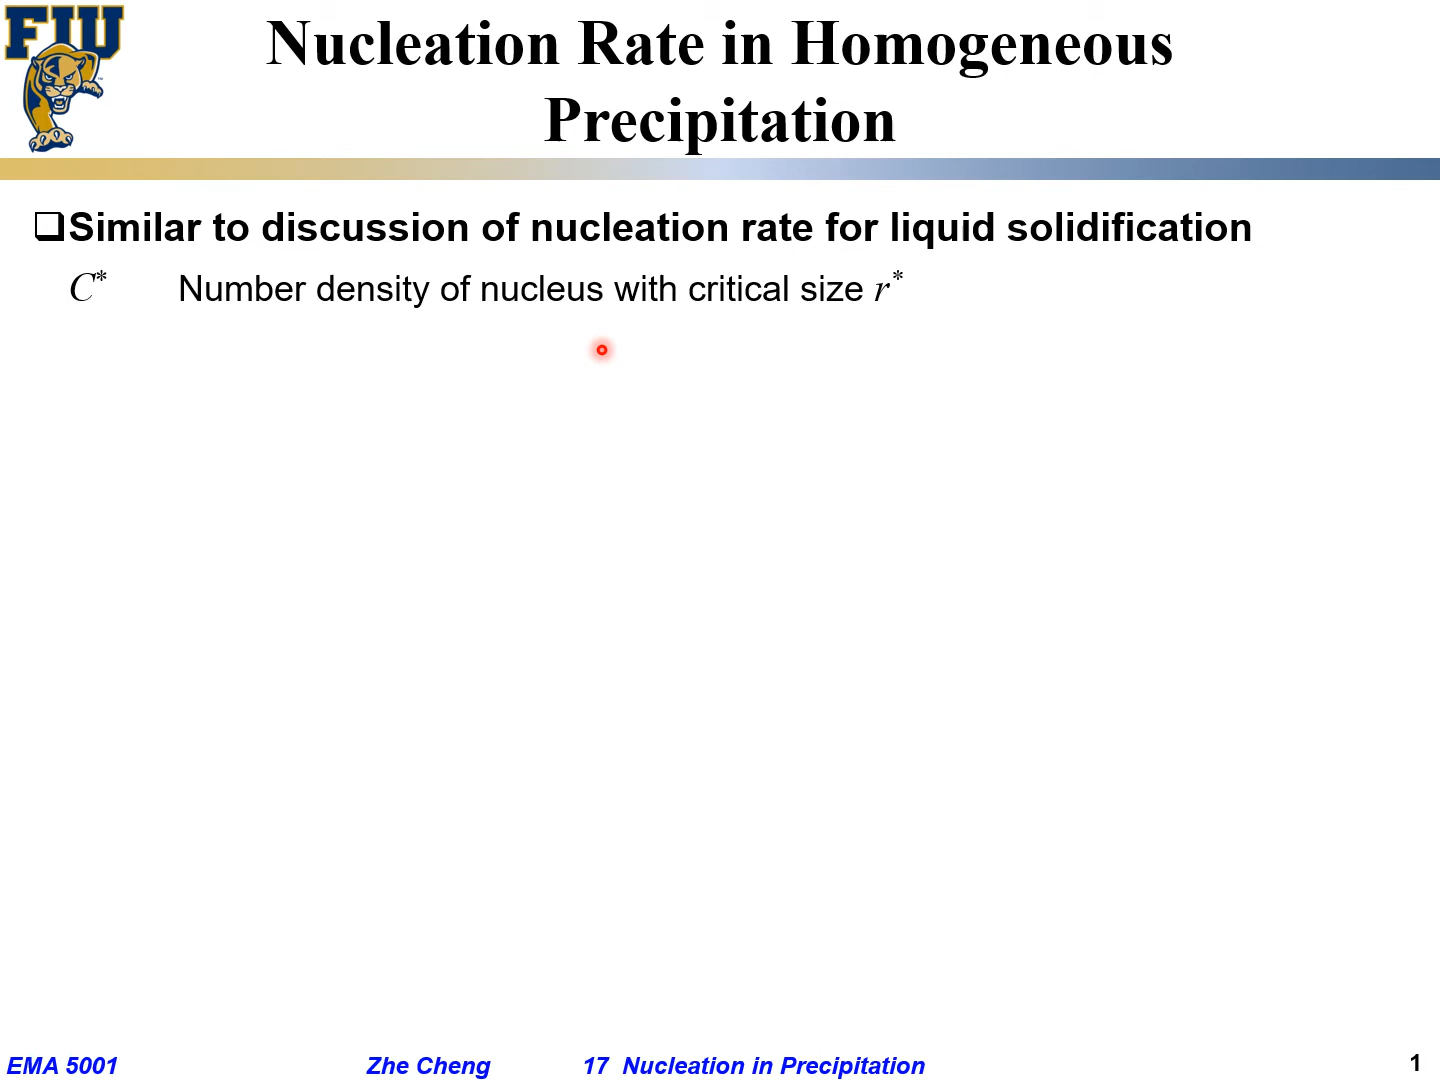 FIU
Nucleation Rate in Homogeneous
Precipitation
❑Similar to discussion of nucleation rate for liquid solidification
C* Number density of nucleus with critical size r*
EMA 5001 Zhe Cheng 17 Nucleation in Precipitation 1